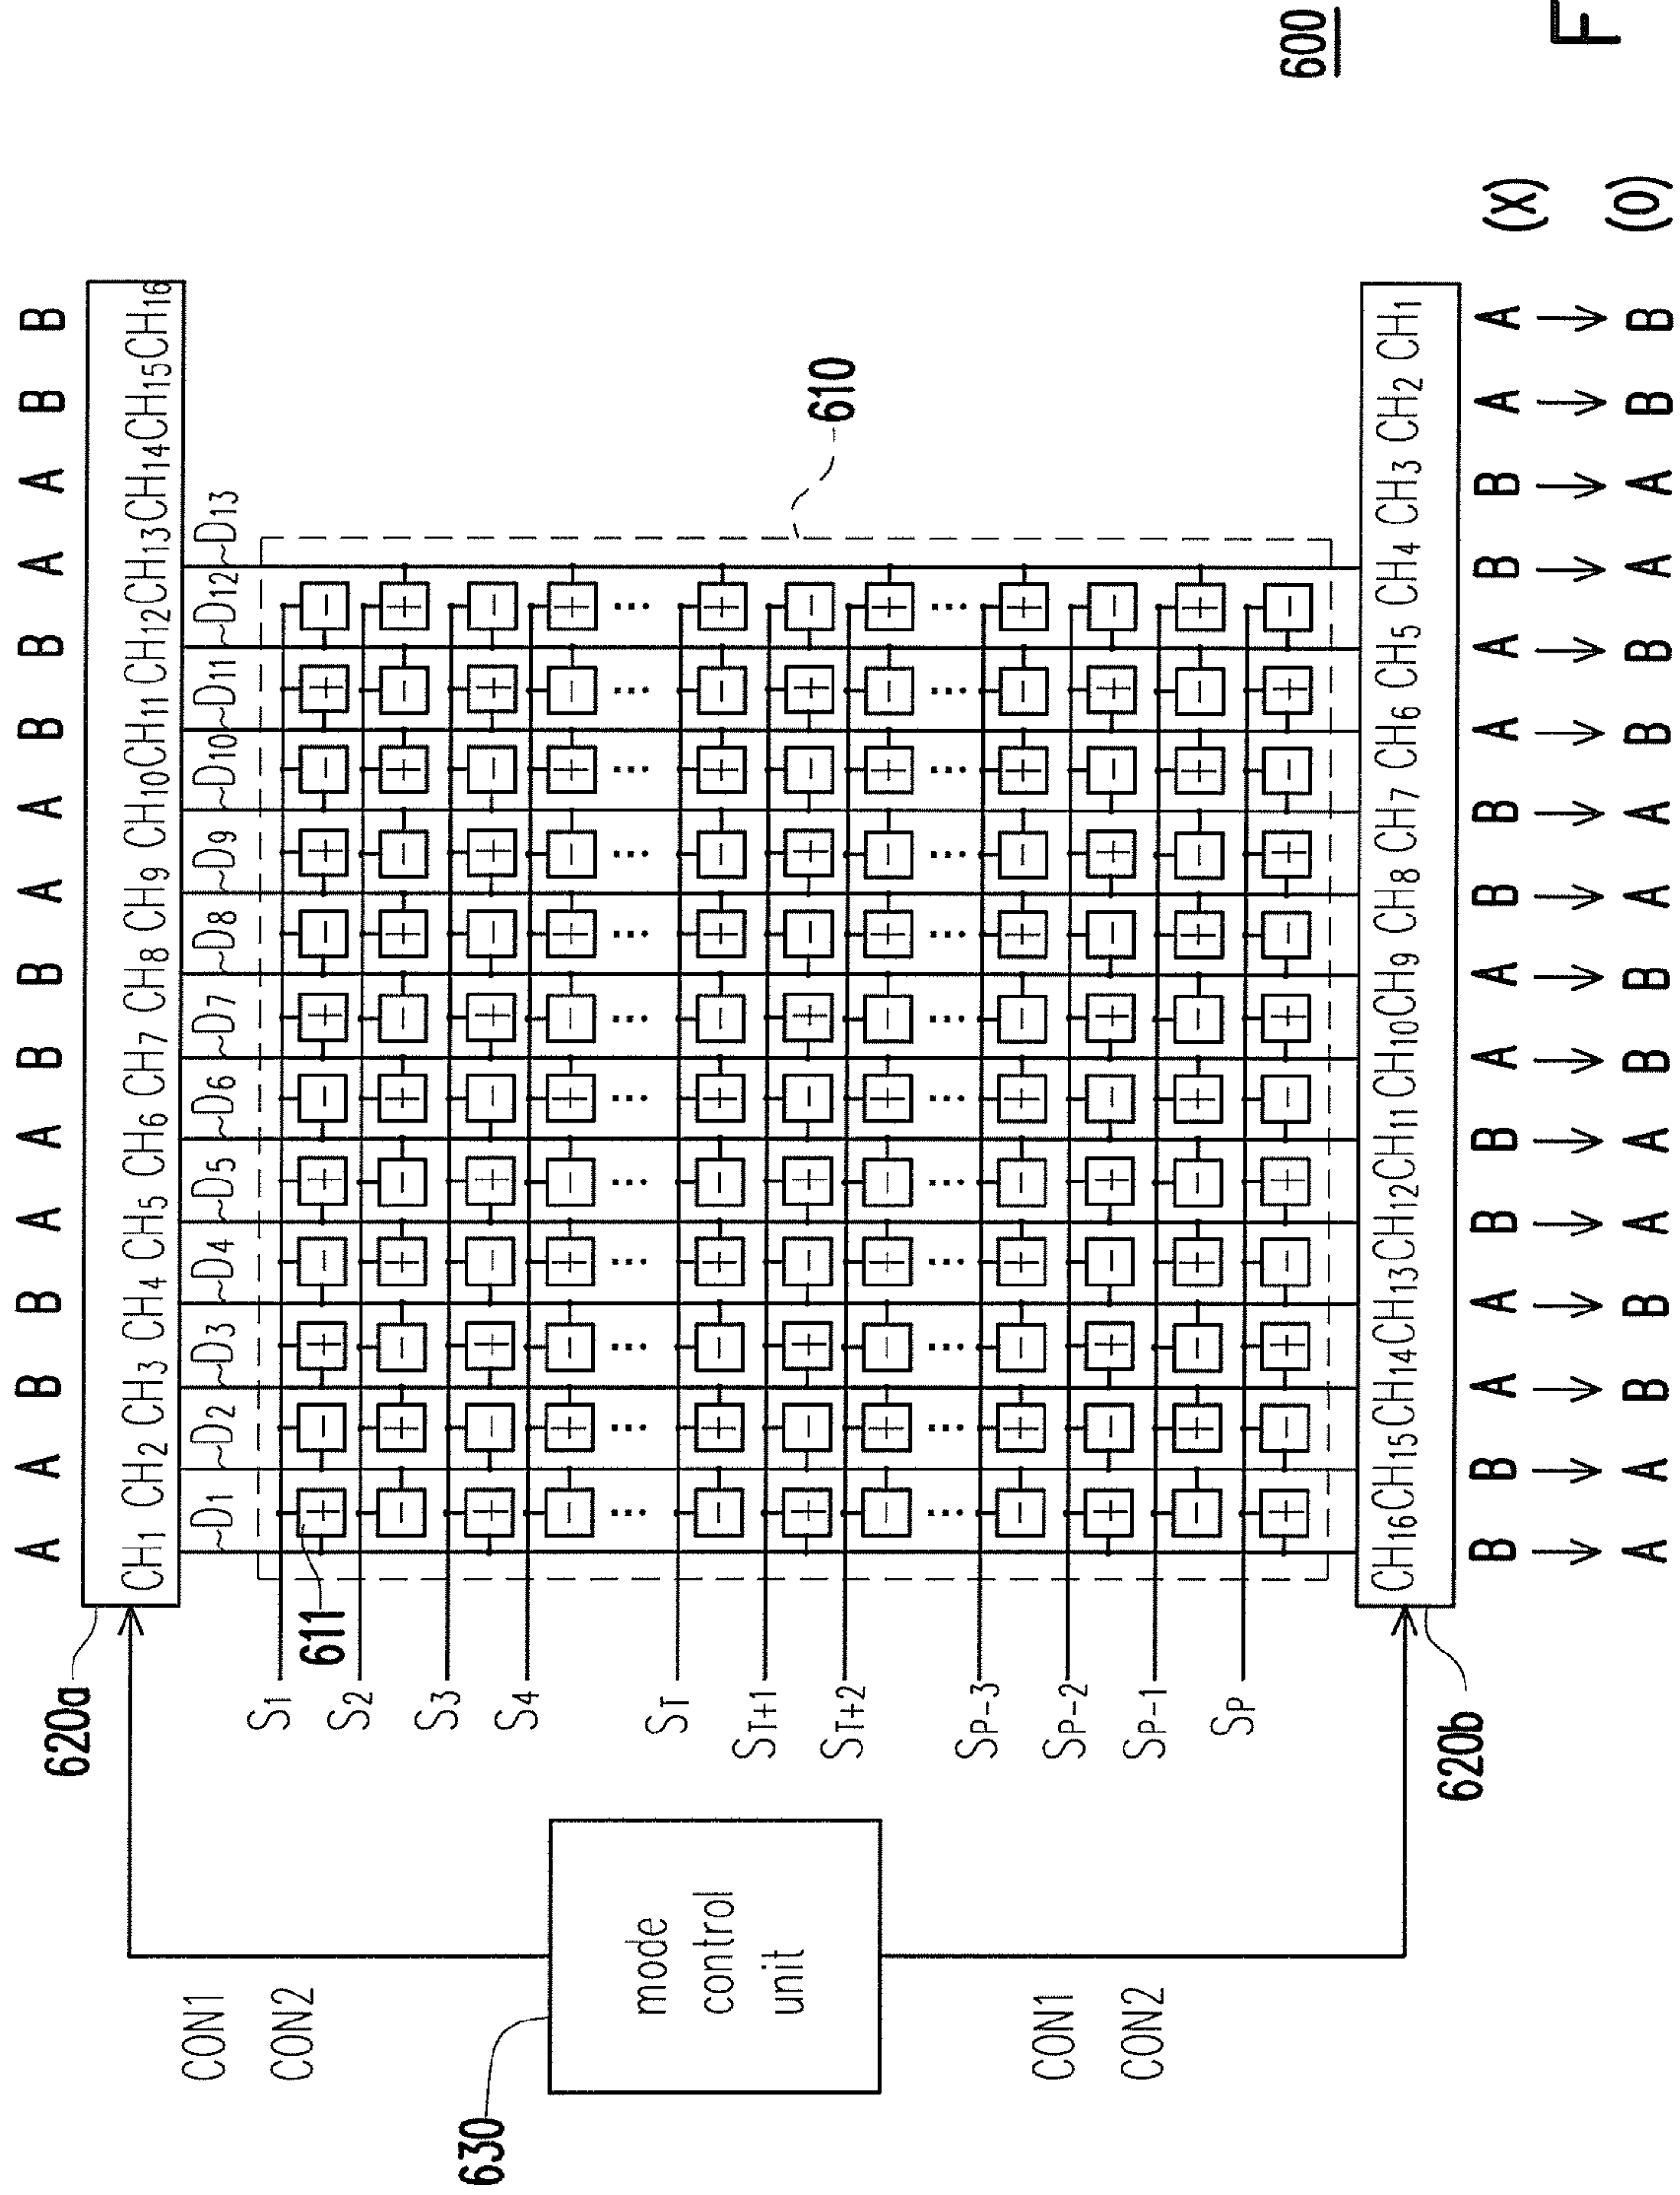 A A B B A A B B A A B B A A B B
620a
CH1 CH2 CH3 CH4 CH5 CH6 CH7 CH8 CH9 CH10 CH11 CH12 CH13 CH14 CH15 CH16
CON1
CON2
D1 D2 D3 D4 D5 D6 D7 D8 D9 D10 D11 D12 D13
S1
611 + − + − + − + − + − + −
S2
− + − + − + − + − + − +
S3
+ − + − + − + − + − + −
S4
− + − + − + − + − + − +
... ... ... ... ... ... ... ... ... ... ... ...
630
mode
control
unit
ST
− + − + − + − + − + − +
610
ST+1
+ − + − + − + − + − + −
ST+2
− + − + − + − + − + − +
... ... ... ... ... ... ... ... ... ... ... ...
SP-3
− + − + − + − + − + − +
SP-2
+ − + − + − + − + − + −
SP-1
− + − + − + − + − + − +
SP
+ − + − + − + − + − + −
CON1
CON2
CH16 CH15 CH14 CH13 CH12 CH11 CH10 CH9 CH8 CH7 CH6 CH5 CH4 CH3 CH2 CH1
620b
600
B B A A B B A A B B A A B B A A (X)
A A B B A A B B A A B B A A B B (O)
F